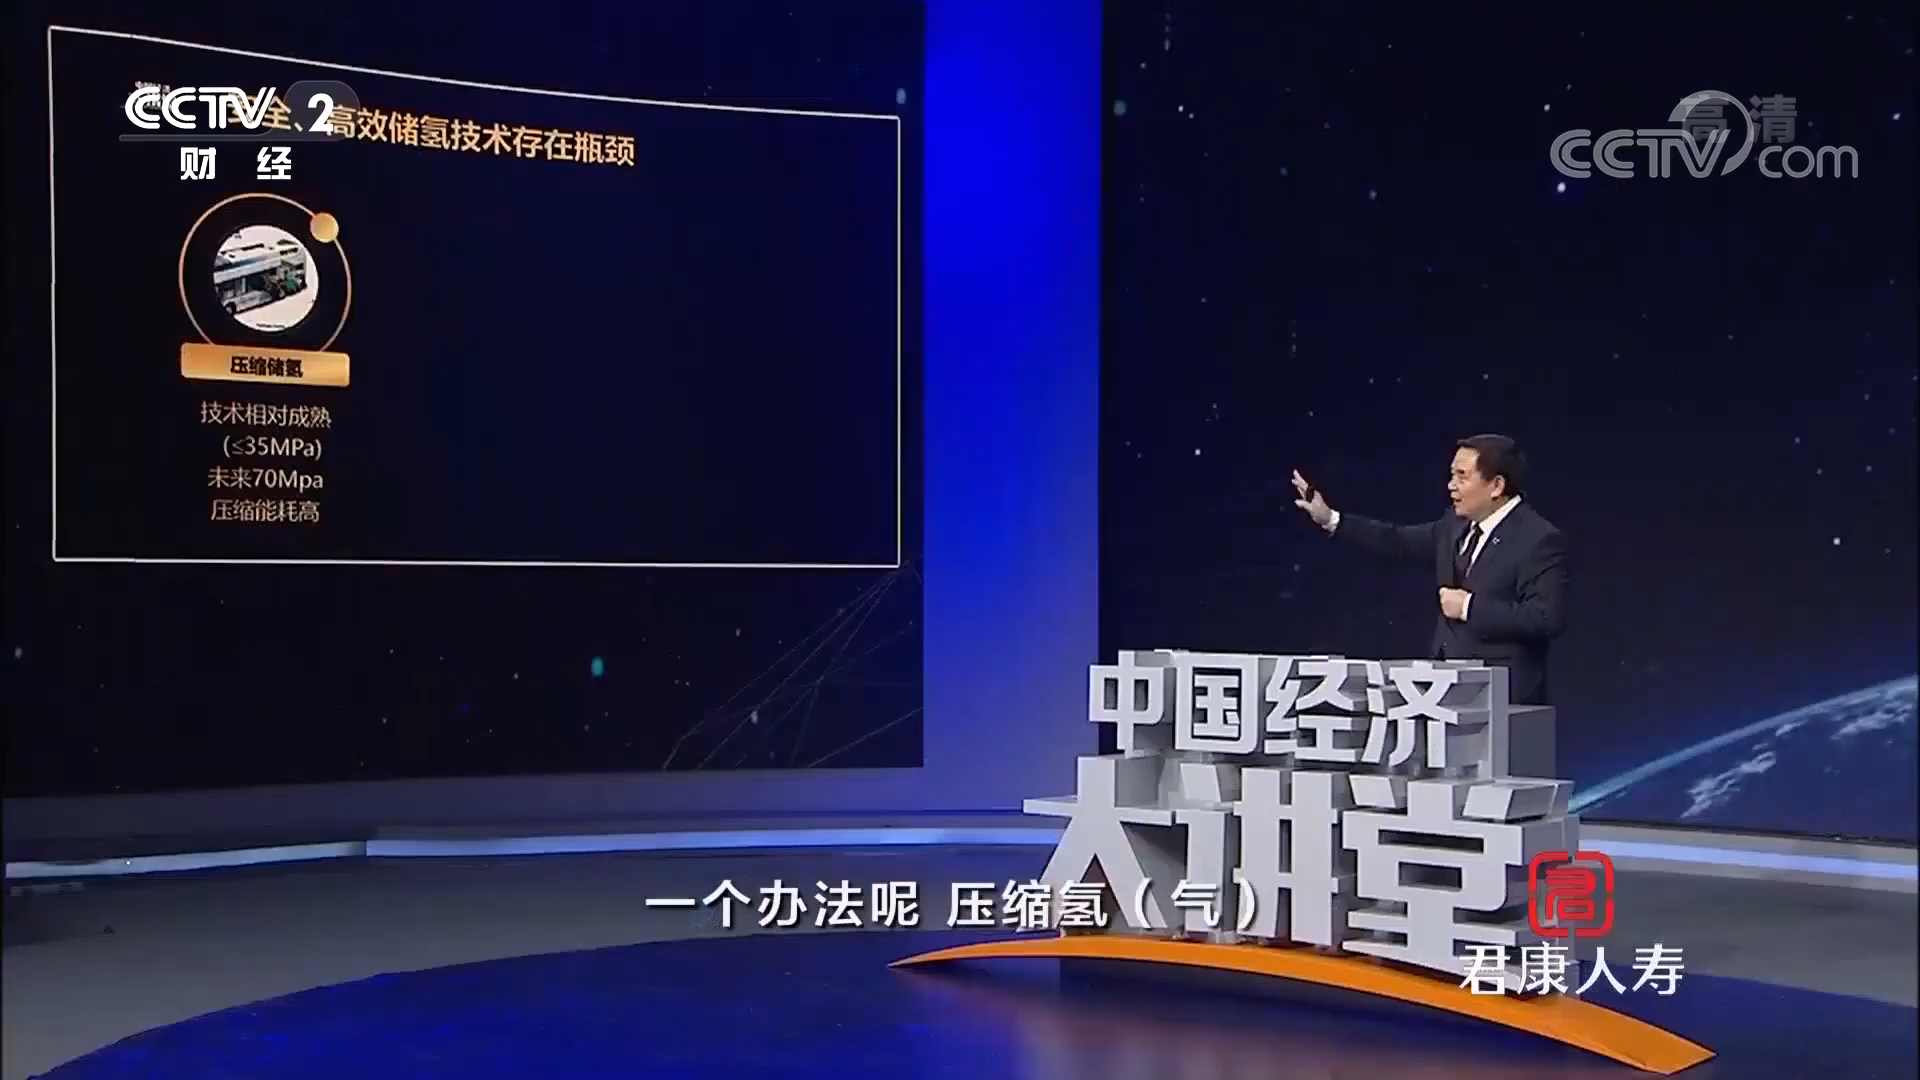 CCTV 2
财 经
全、高效储氢技术存在瓶颈
压缩储氢
技术相对成熟
(≤35MPa)
未来70Mpa
压缩能耗高
高清
CCTV.com
中国经济
大讲堂
一个办法呢 压缩氢（气）
君康人寿